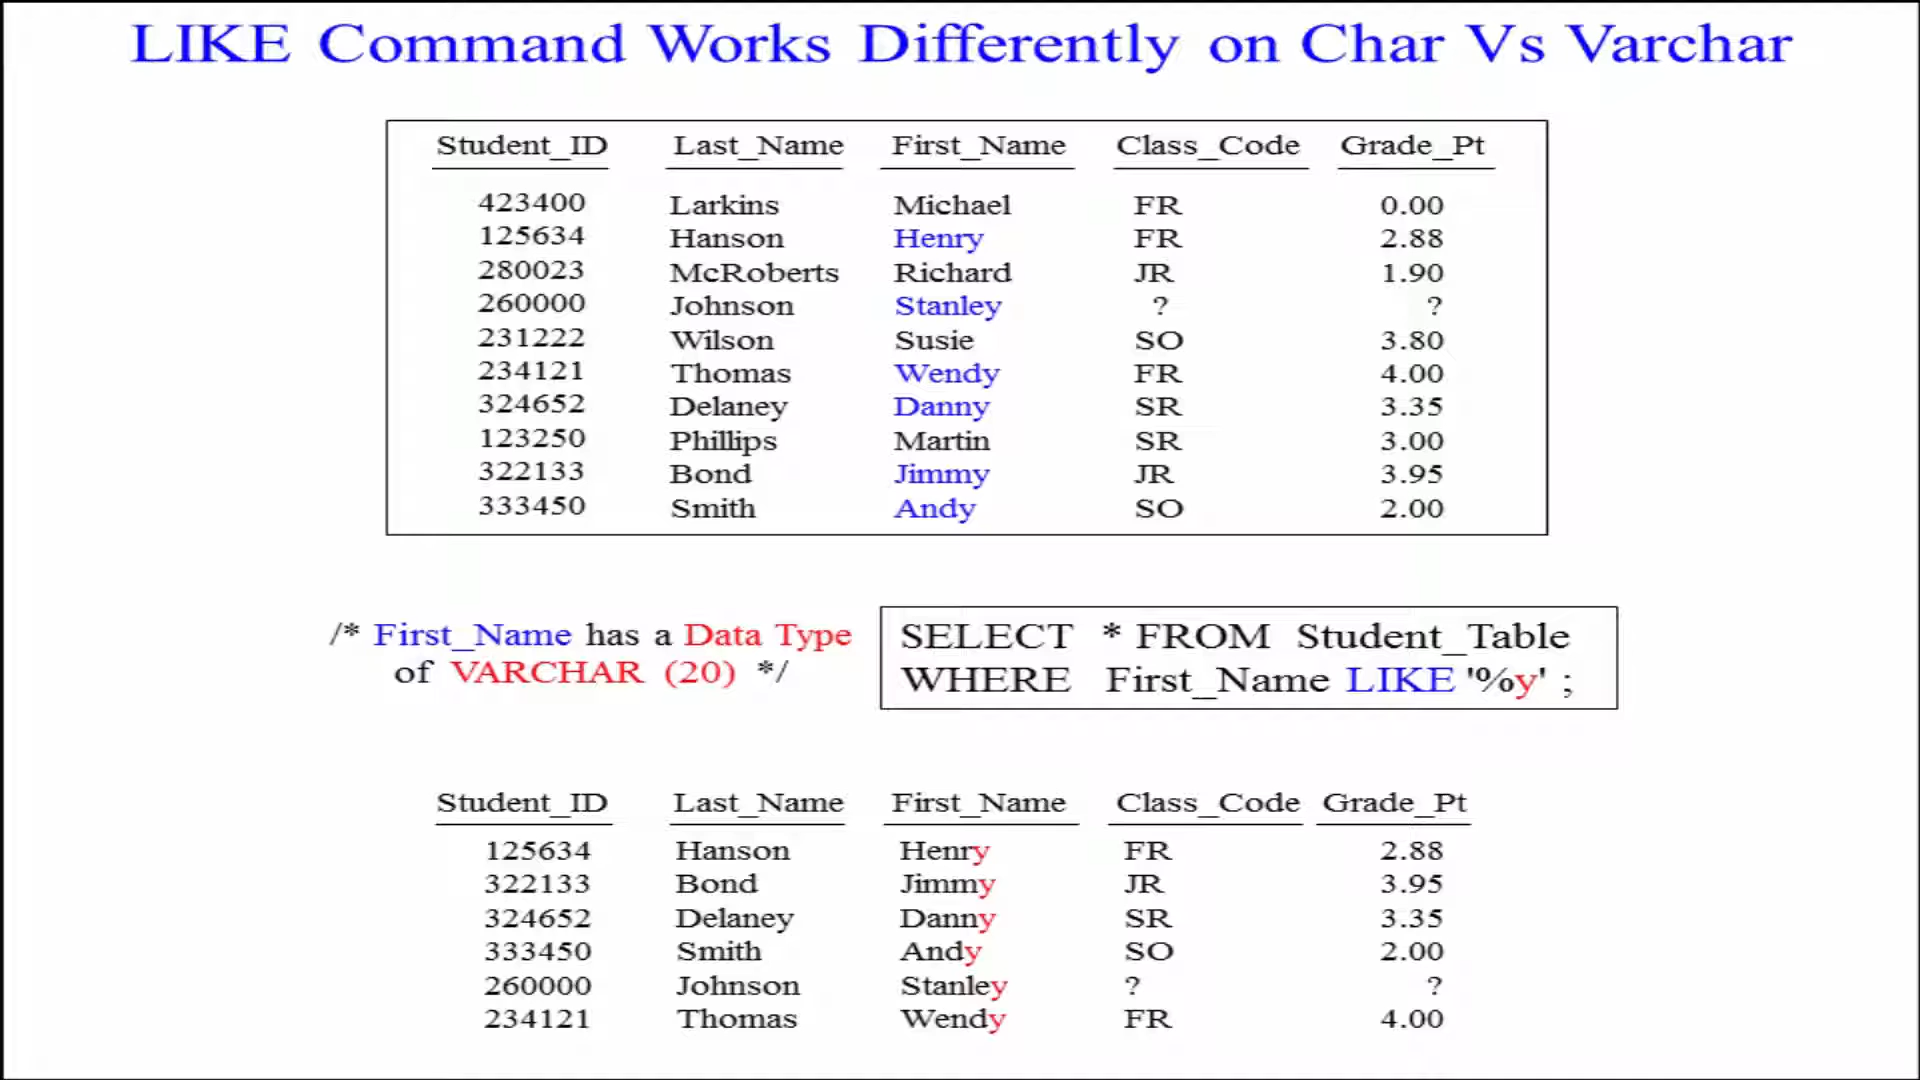 LIKE Command Works Differently on Char Vs Varchar
Student_ID Last_Name First_Name Class_Code Grade_Pt
423400 Larkins Michael FR 0.00
125634 Hanson Henry FR 2.88
280023 McRoberts Richard JR 1.90
260000 Johnson Stanley ? ?
231222 Wilson Susie SO 3.80
234121 Thomas Wendy FR 4.00
324652 Delaney Danny SR 3.35
123250 Phillips Martin SR 3.00
322133 Bond Jimmy JR 3.95
333450 Smith Andy SO 2.00
/* First_Name has a Data Type
of VARCHAR (20) */
SELECT * FROM Student_Table
WHERE First_Name LIKE '%y' ;
Student_ID Last_Name First_Name Class_Code Grade_Pt
125634 Hanson Henry FR 2.88
322133 Bond Jimmy JR 3.95
324652 Delaney Danny SR 3.35
333450 Smith Andy SO 2.00
260000 Johnson Stanley ? ?
234121 Thomas Wendy FR 4.00